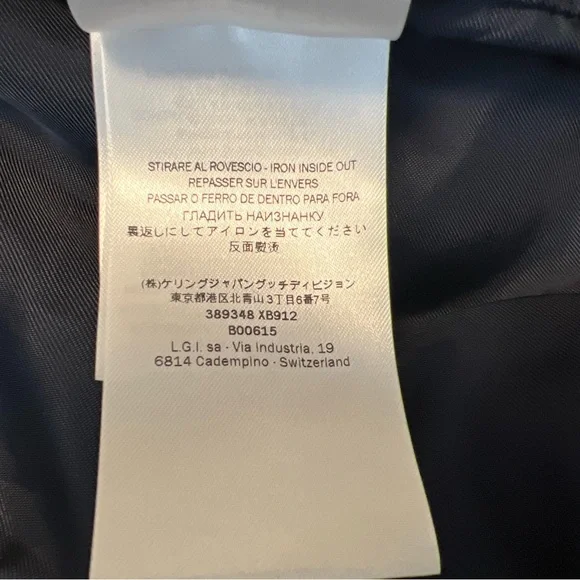 STIRARE AL ROVESCIO - IRON INSIDE OUT
REPASSER SUR L'ENVERS
PASSAR O FERRO DE DENTRO PARA FORA
ГЛАДИТЬ НАИЗНАНКУ
裏返しにしてアイロンを当ててください
反面熨烫
(株)ケリングジャパングッチディビジョン
東京都港区北青山3丁目6番7号
389348 XB912
B00615
L.G.I. sa - Via Industria, 19
6814 Cadempino - Switzerland